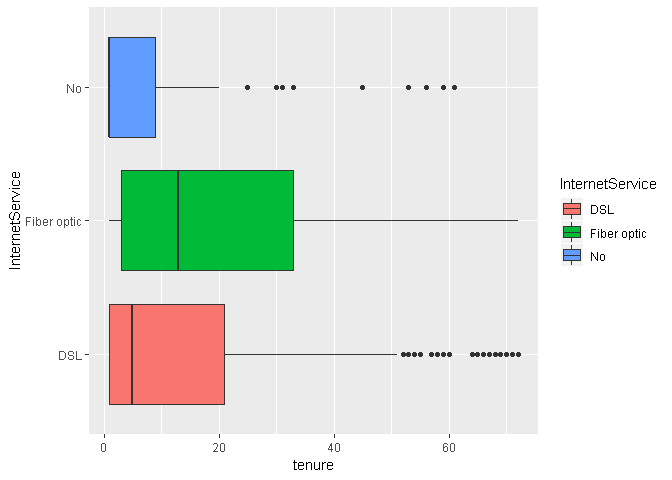 InternetService
No
Fiber optic
DSL
0
20
40
60
tenure
InternetService
DSL
Fiber optic
No